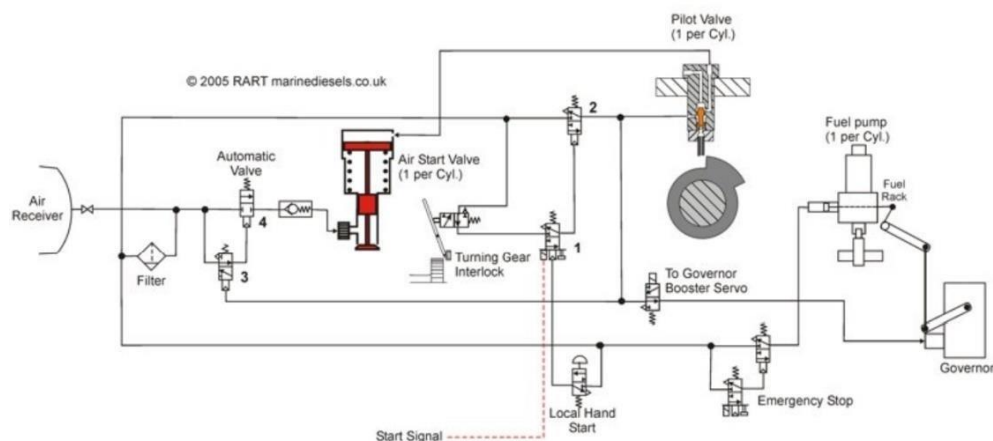 Pilot Valve
(1 per Cyl.)
© 2005 RART marinediesels.co.uk
2
Fuel pump
(1 per Cyl.)
Automatic
Valve
Air Start Valve
(1 per Cyl.)
Fuel
Rack
Air
Receiver
4
1
Turning Gear
Interlock
To Governor
Booster Servo
Filter
3
Governor
Emergency Stop
Local Hand
Start
Start Signal